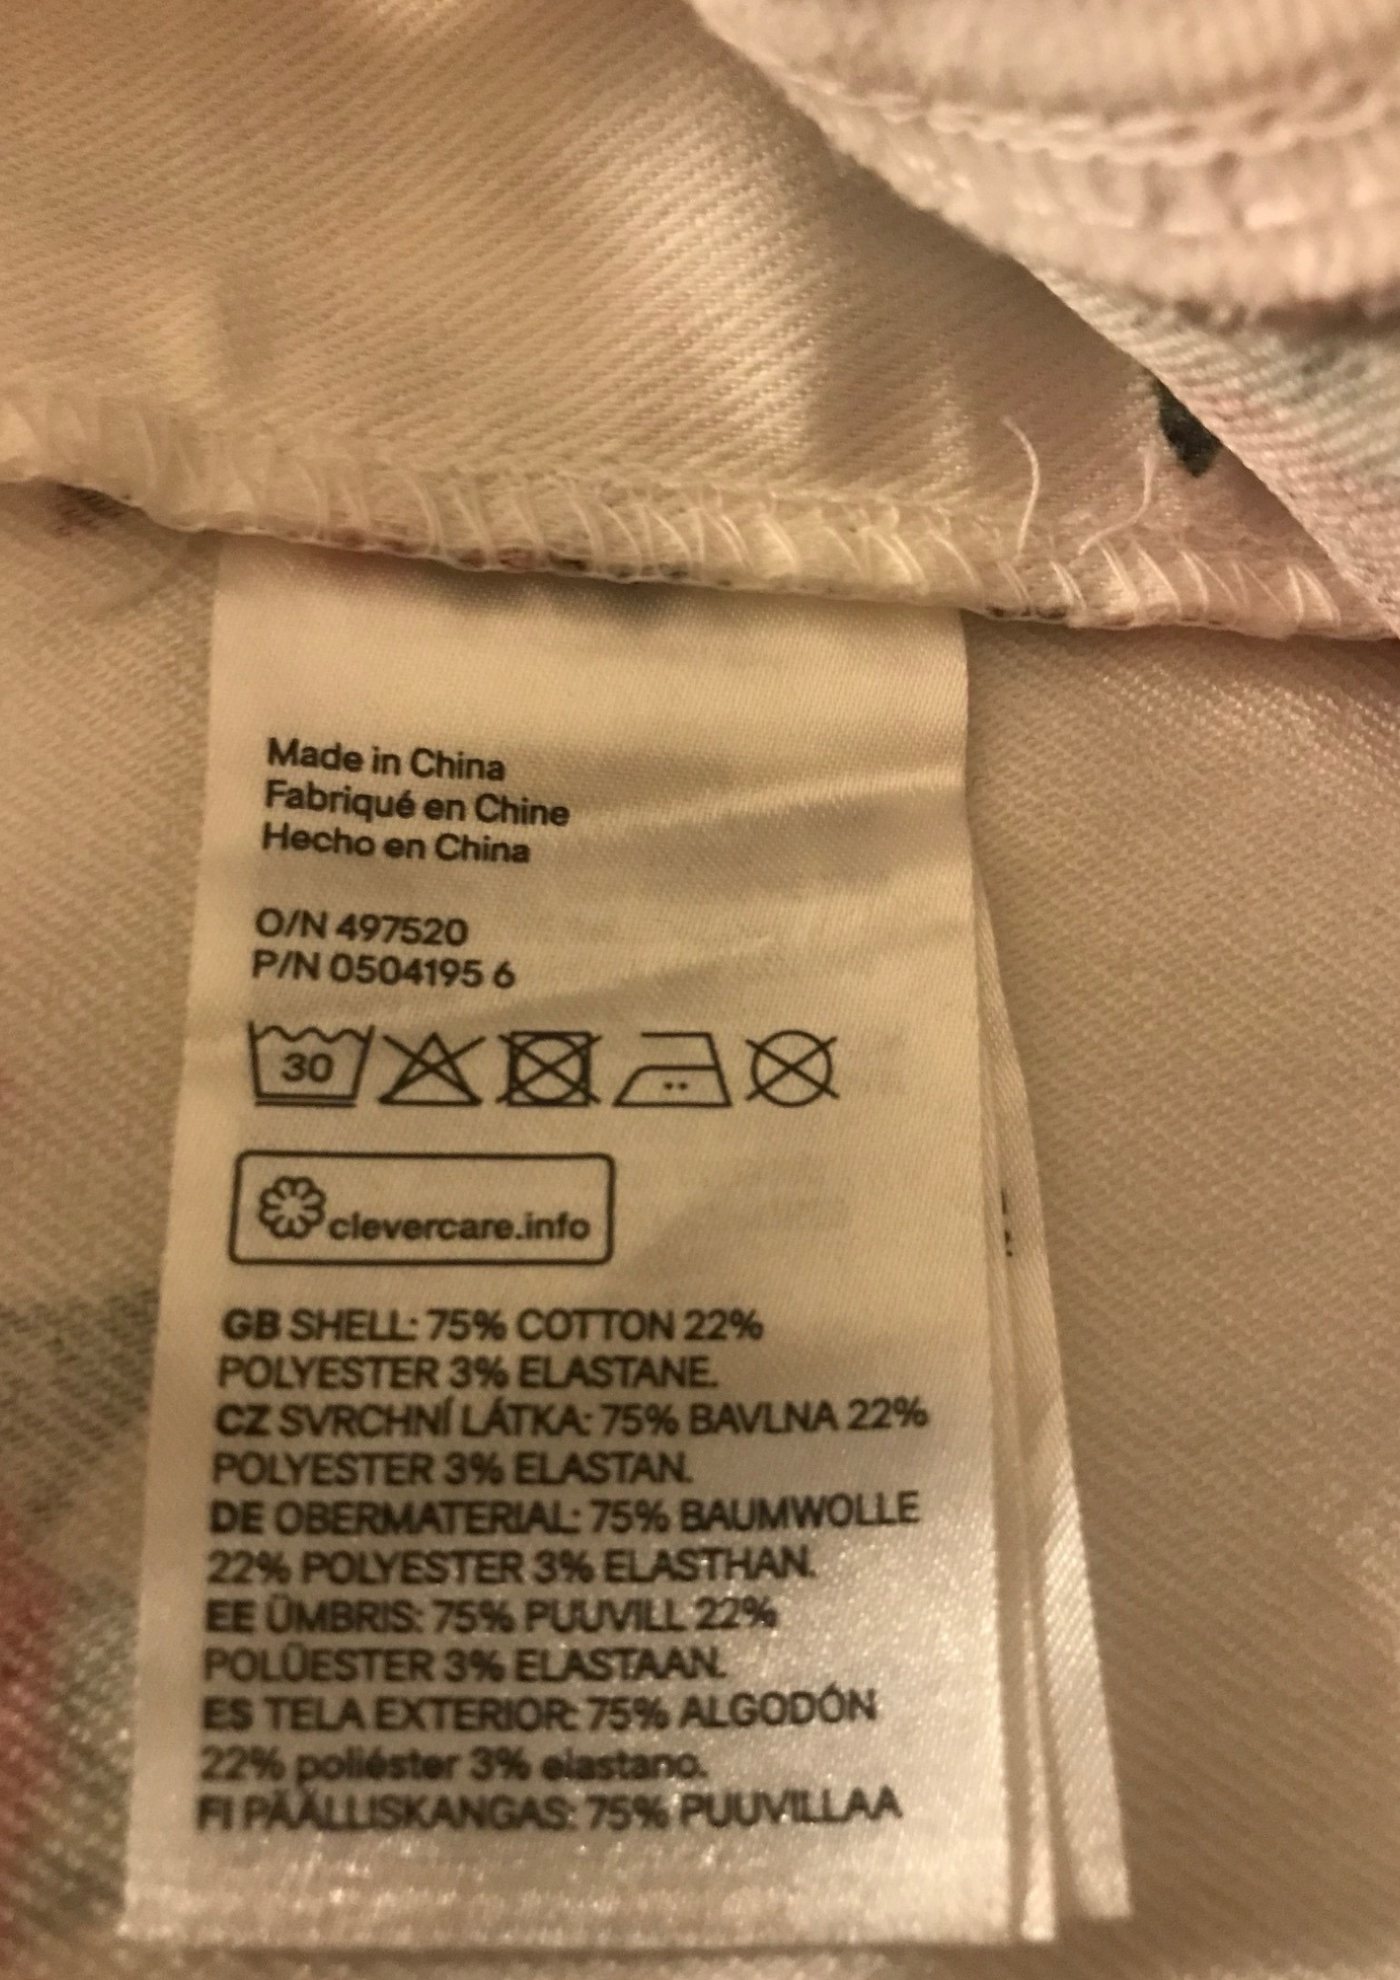 Made in China
Fabriqué en Chine
Hecho en China
O/N 497520
P/N 0504195 6
30
clevercare.info
GB SHELL: 75% COTTON 22%
POLYESTER 3% ELASTANE.
CZ SVRCHNÍ LÁTKA: 75% BAVLNA 22%
POLYESTER 3% ELASTAN.
DE OBERMATERIAL: 75% BAUMWOLLE
22% POLYESTER 3% ELASTHAN.
EE ÜMBRIS: 75% PUUVILL 22%
POLÜESTER 3% ELASTAAN.
ES TELA EXTERIOR: 75% ALGODÓN
22% poliéster 3% elastano.
FI PÄÄLLISKANGAS: 75% PUUVILLAA